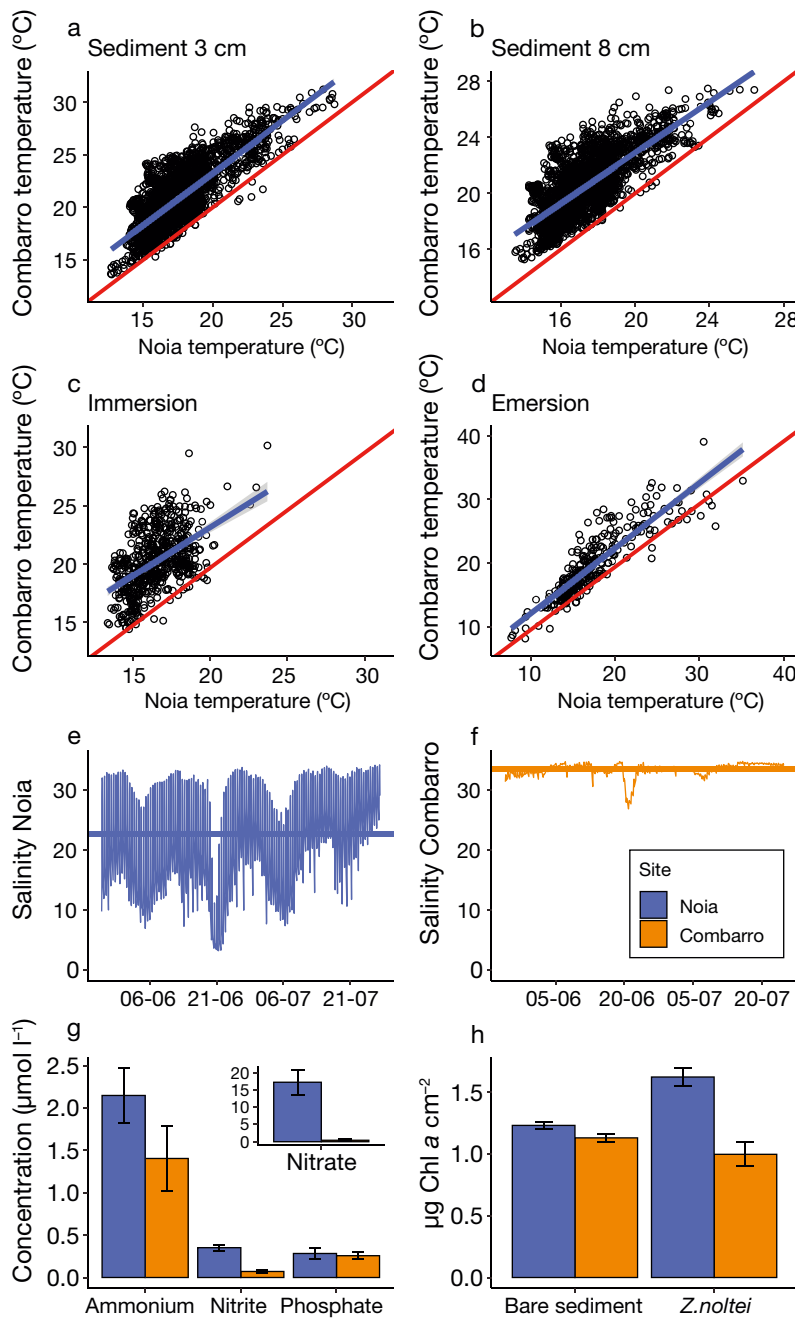 a
Sediment 3 cm
Combarro temperature (ºC)
30
25
20
15
15 20 25 30
Noia temperature (ºC)
b
Sediment 8 cm
Combarro temperature (ºC)
28
24
20
16
16 20 24 28
Noia temperature (ºC)
c
Immersion
Combarro temperature (ºC)
30
25
20
15
15 20 25 30
Noia temperature (ºC)
d
Emersion
Combarro temperature (ºC)
40
30
20
10
10 20 30 40
Noia temperature (ºC)
e
Salinity Noia
30
20
10
0
06-06 21-06 06-07 21-07
f
Salinity Combarro
30
20
10
0
05-06 20-06 05-07 20-07
Site
Noia
Combarro
g
Concentration (µmol l⁻¹)
2.5
2.0
1.5
1.0
0.5
0.0
Ammonium Nitrite Phosphate
20
15
10
5
0
Nitrate
h
µg Chl a cm⁻²
1.5
1.0
0.5
0.0
Bare sediment Z.noltei